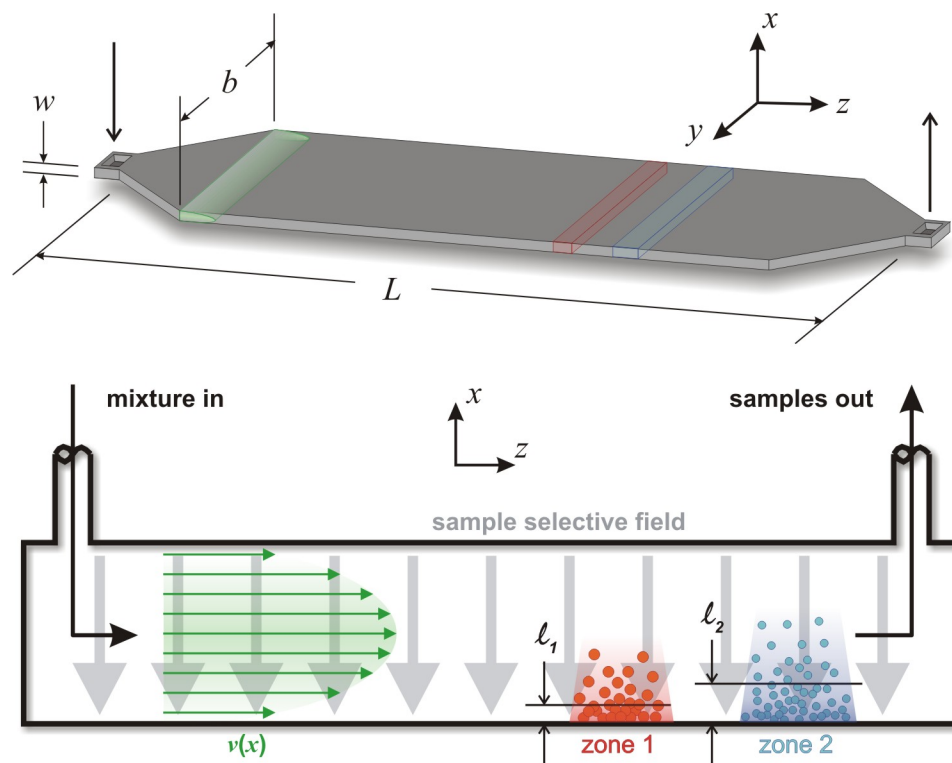 x
b
w
z
y
L
mixture in
x
samples out
z
sample selective field
ℓ₁
ℓ₂
v(x)
zone 1
zone 2